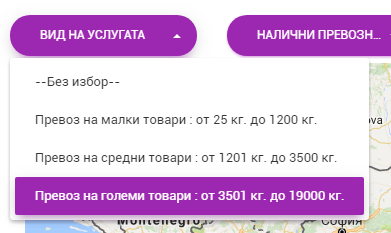 ВИД НА УСЛУГАТА
НАЛИЧНИ ПРЕВОЗН...
--Без избор--
Превоз на малки товари : от 25 кг. до 1200 кг.
Превоз на средни товари : от 1201 кг. до 3500 кг.
Превоз на големи товари : от 3501 кг. до 19000 кг.
Montenegro
София